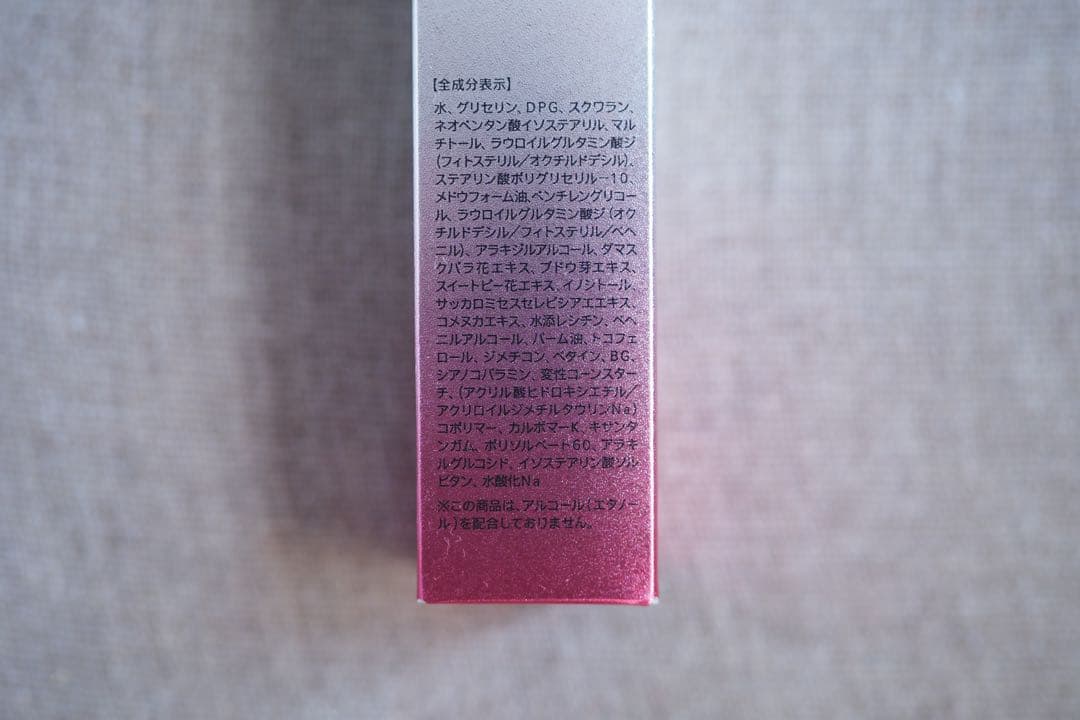 【全成分表示】
水、グリセリン、DPG、スクワラン、
ネオペンタン酸イソステアリル、マル
チトール、ラウロイルグルタミン酸ジ
(フィトステリル/オクチルドデシル)、
ステアリン酸ポリグリセリル-10、
メドウフォーム油、ペンチレングリコー
ル、ラウロイルグルタミン酸ジ(オク
チルドデシル/フィトステリル/ベヘ
ニル)、アラキジルアルコール、ダマス
クバラ花エキス、ブドウ芽エキス、
スイートピー花エキス、イノシトール、
サッカロミセスセレビシアエエキス、
コメヌカエキス、水添レシチン、ベヘ
ニルアルコール、パーム油、トコフェ
ロール、ジメチコン、ベタイン、BG、
シアノコバラミン、変性コーンスター
チ、(アクリル酸ヒドロキシエチル/
アクリロイルジメチルタウリンNa)
コポリマー、カルボマーK、キサンタ
ンガム、ポリソルベート60、アラキ
ルグルコシド、イソステアリン酸ソル
ビタン、水酸化Na
※この商品は、アルコール(エタノー
ル)を配合しておりません。